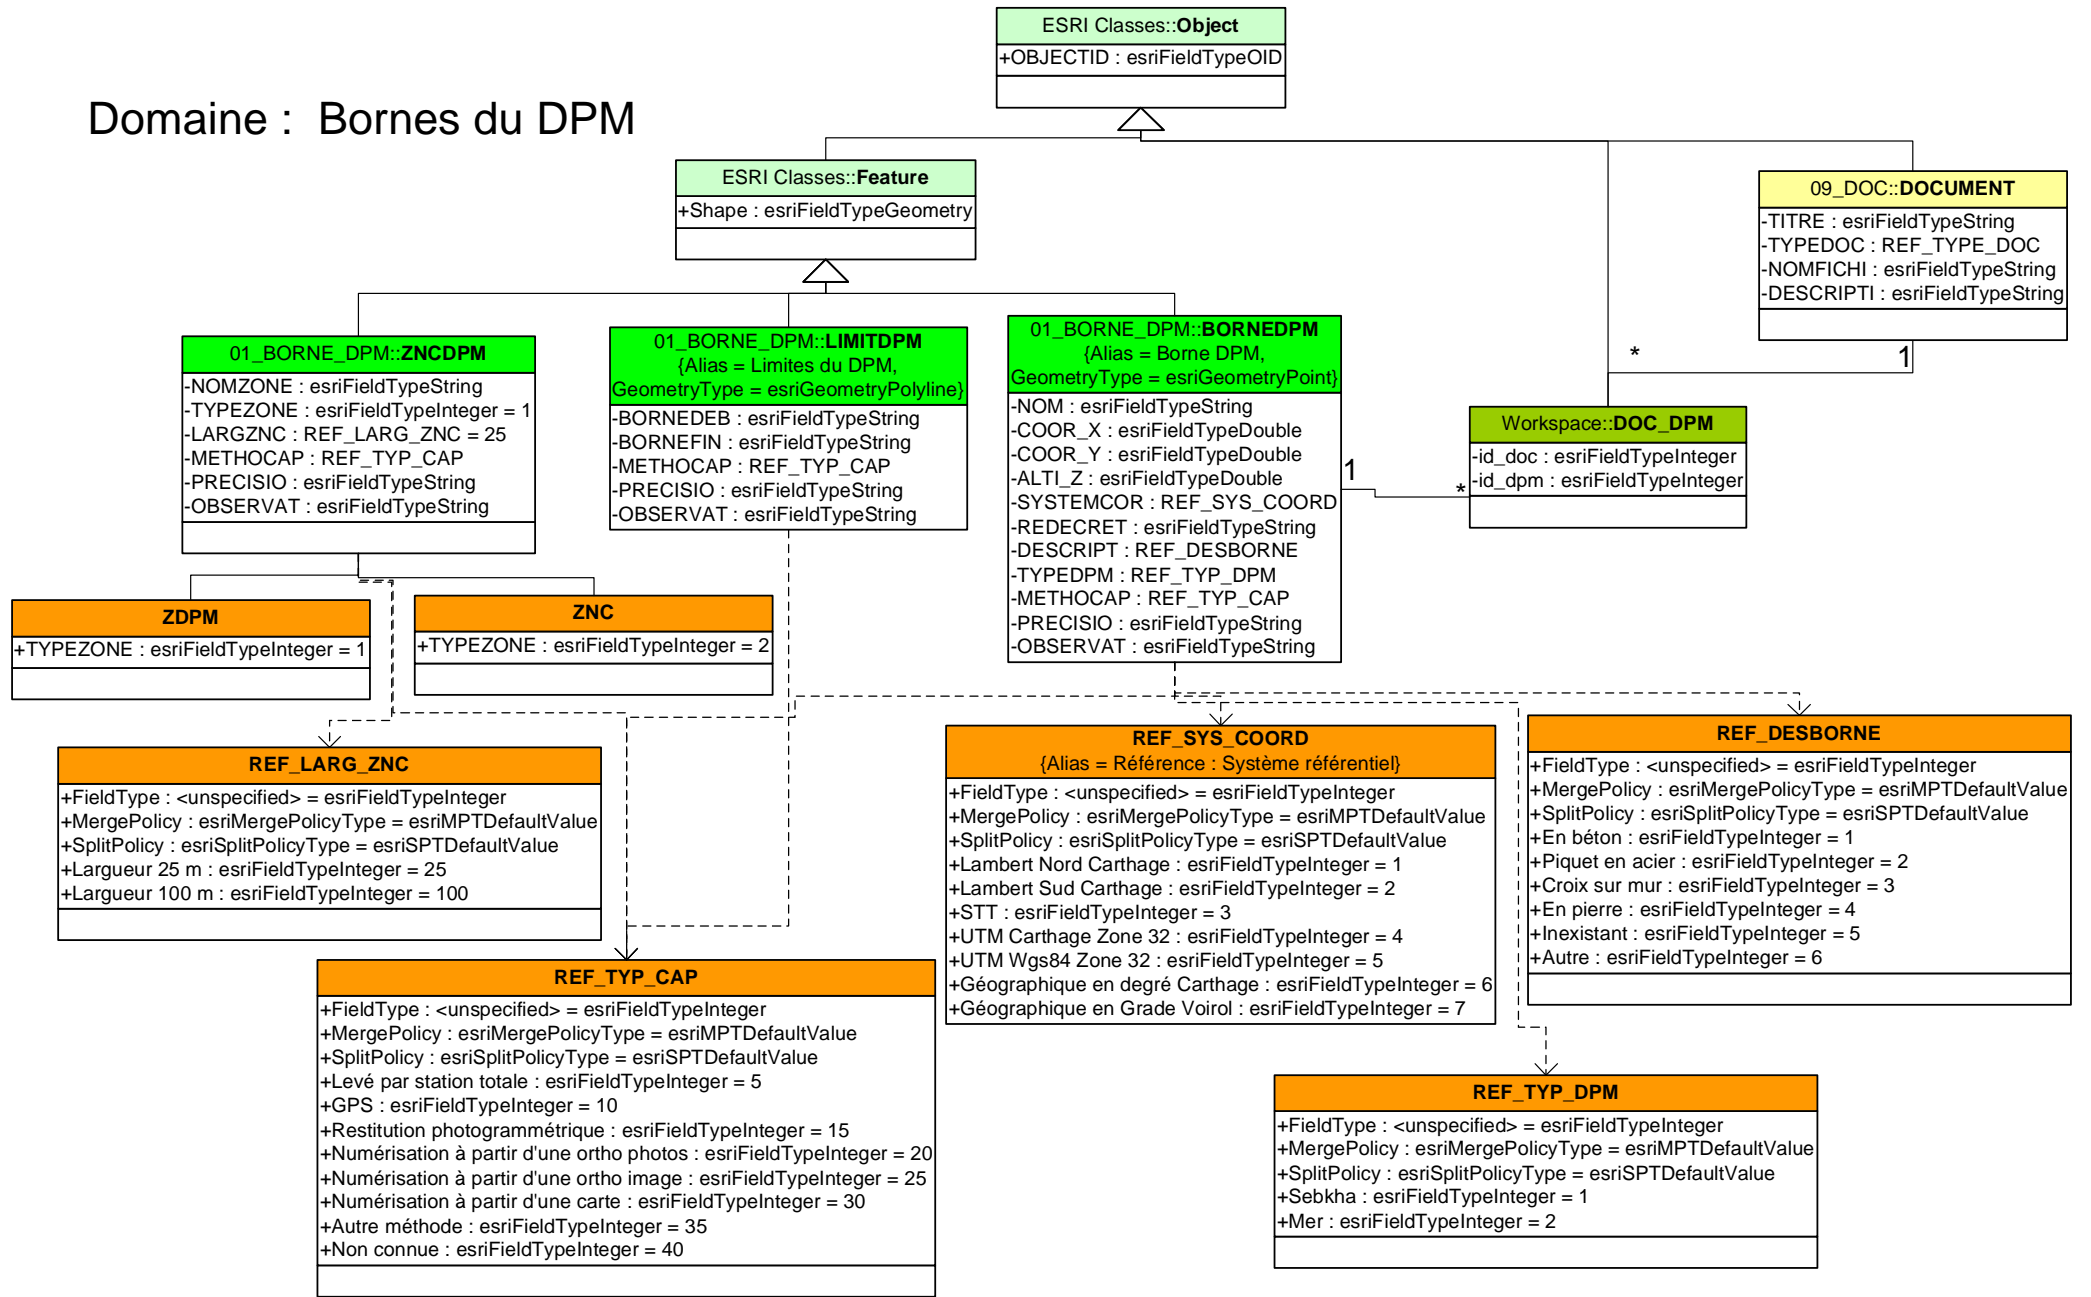 ESRI Classes::Object
+OBJECTID : esriFieldTypeOID
Domaine :  Bornes du DPM
ESRI Classes::Feature
+Shape : esriFieldTypeGeometry
09_DOC::DOCUMENT
-TITRE : esriFieldTypeString
-TYPEDOC : REF_TYPE_DOC
-NOMFICHI : esriFieldTypeString
-DESCRIPTI : esriFieldTypeString
01_BORNE_DPM::ZNCDPM
-NOMZONE : esriFieldTypeString
-TYPEZONE : esriFieldTypeInteger = 1
-LARGZNC : REF_LARG_ZNC = 25
-METHOCAP : REF_TYP_CAP
-PRECISIO : esriFieldTypeString
-OBSERVAT : esriFieldTypeString
01_BORNE_DPM::LIMITDPM
{Alias = Limites du DPM,
GeometryType = esriGeometryPolyline}
-BORNEDEB : esriFieldTypeString
-BORNEFIN : esriFieldTypeString
-METHOCAP : REF_TYP_CAP
-PRECISIO : esriFieldTypeString
-OBSERVAT : esriFieldTypeString
01_BORNE_DPM::BORNEDPM
{Alias = Borne DPM,
GeometryType = esriGeometryPoint}
-NOM : esriFieldTypeString
-COOR_X : esriFieldTypeDouble
-COOR_Y : esriFieldTypeDouble
-ALTI_Z : esriFieldTypeDouble
-SYSTEMCOR : REF_SYS_COORD
-REDECRET : esriFieldTypeString
-DESCRIPT : REF_DESBORNE
-TYPEDPM : REF_TYP_DPM
-METHOCAP : REF_TYP_CAP
-PRECISIO : esriFieldTypeString
-OBSERVAT : esriFieldTypeString
*
1
Workspace::DOC_DPM
-id_doc : esriFieldTypeInteger
-id_dpm : esriFieldTypeInteger
1
*
ZDPM
+TYPEZONE : esriFieldTypeInteger = 1
ZNC
+TYPEZONE : esriFieldTypeInteger = 2
REF_LARG_ZNC
+FieldType : <unspecified> = esriFieldTypeInteger
+MergePolicy : esriMergePolicyType = esriMPTDefaultValue
+SplitPolicy : esriSplitPolicyType = esriSPTDefaultValue
+Largueur 25 m : esriFieldTypeInteger = 25
+Largueur 100 m : esriFieldTypeInteger = 100
REF_SYS_COORD
{Alias = Référence : Système référentiel}
+FieldType : <unspecified> = esriFieldTypeInteger
+MergePolicy : esriMergePolicyType = esriMPTDefaultValue
+SplitPolicy : esriSplitPolicyType = esriSPTDefaultValue
+Lambert Nord Carthage : esriFieldTypeInteger = 1
+Lambert Sud Carthage : esriFieldTypeInteger = 2
+STT : esriFieldTypeInteger = 3
+UTM Carthage Zone 32 : esriFieldTypeInteger = 4
+UTM Wgs84 Zone 32 : esriFieldTypeInteger = 5
+Géographique en degré Carthage : esriFieldTypeInteger = 6
+Géographique en Grade Voirol : esriFieldTypeInteger = 7
REF_DESBORNE
+FieldType : <unspecified> = esriFieldTypeInteger
+MergePolicy : esriMergePolicyType = esriMPTDefaultValue
+SplitPolicy : esriSplitPolicyType = esriSPTDefaultValue
+En béton : esriFieldTypeInteger = 1
+Piquet en acier : esriFieldTypeInteger = 2
+Croix sur mur : esriFieldTypeInteger = 3
+En pierre : esriFieldTypeInteger = 4
+Inexistant : esriFieldTypeInteger = 5
+Autre : esriFieldTypeInteger = 6
REF_TYP_CAP
+FieldType : <unspecified> = esriFieldTypeInteger
+MergePolicy : esriMergePolicyType = esriMPTDefaultValue
+SplitPolicy : esriSplitPolicyType = esriSPTDefaultValue
+Levé par station totale : esriFieldTypeInteger = 5
+GPS : esriFieldTypeInteger = 10
+Restitution photogrammétrique : esriFieldTypeInteger = 15
+Numérisation à partir d'une ortho photos : esriFieldTypeInteger = 20
+Numérisation à partir d'une ortho image : esriFieldTypeInteger = 25
+Numérisation à partir d'une carte : esriFieldTypeInteger = 30
+Autre méthode : esriFieldTypeInteger = 35
+Non connue : esriFieldTypeInteger = 40
REF_TYP_DPM
+FieldType : <unspecified> = esriFieldTypeInteger
+MergePolicy : esriMergePolicyType = esriMPTDefaultValue
+SplitPolicy : esriSplitPolicyType = esriSPTDefaultValue
+Sebkha : esriFieldTypeInteger = 1
+Mer : esriFieldTypeInteger = 2